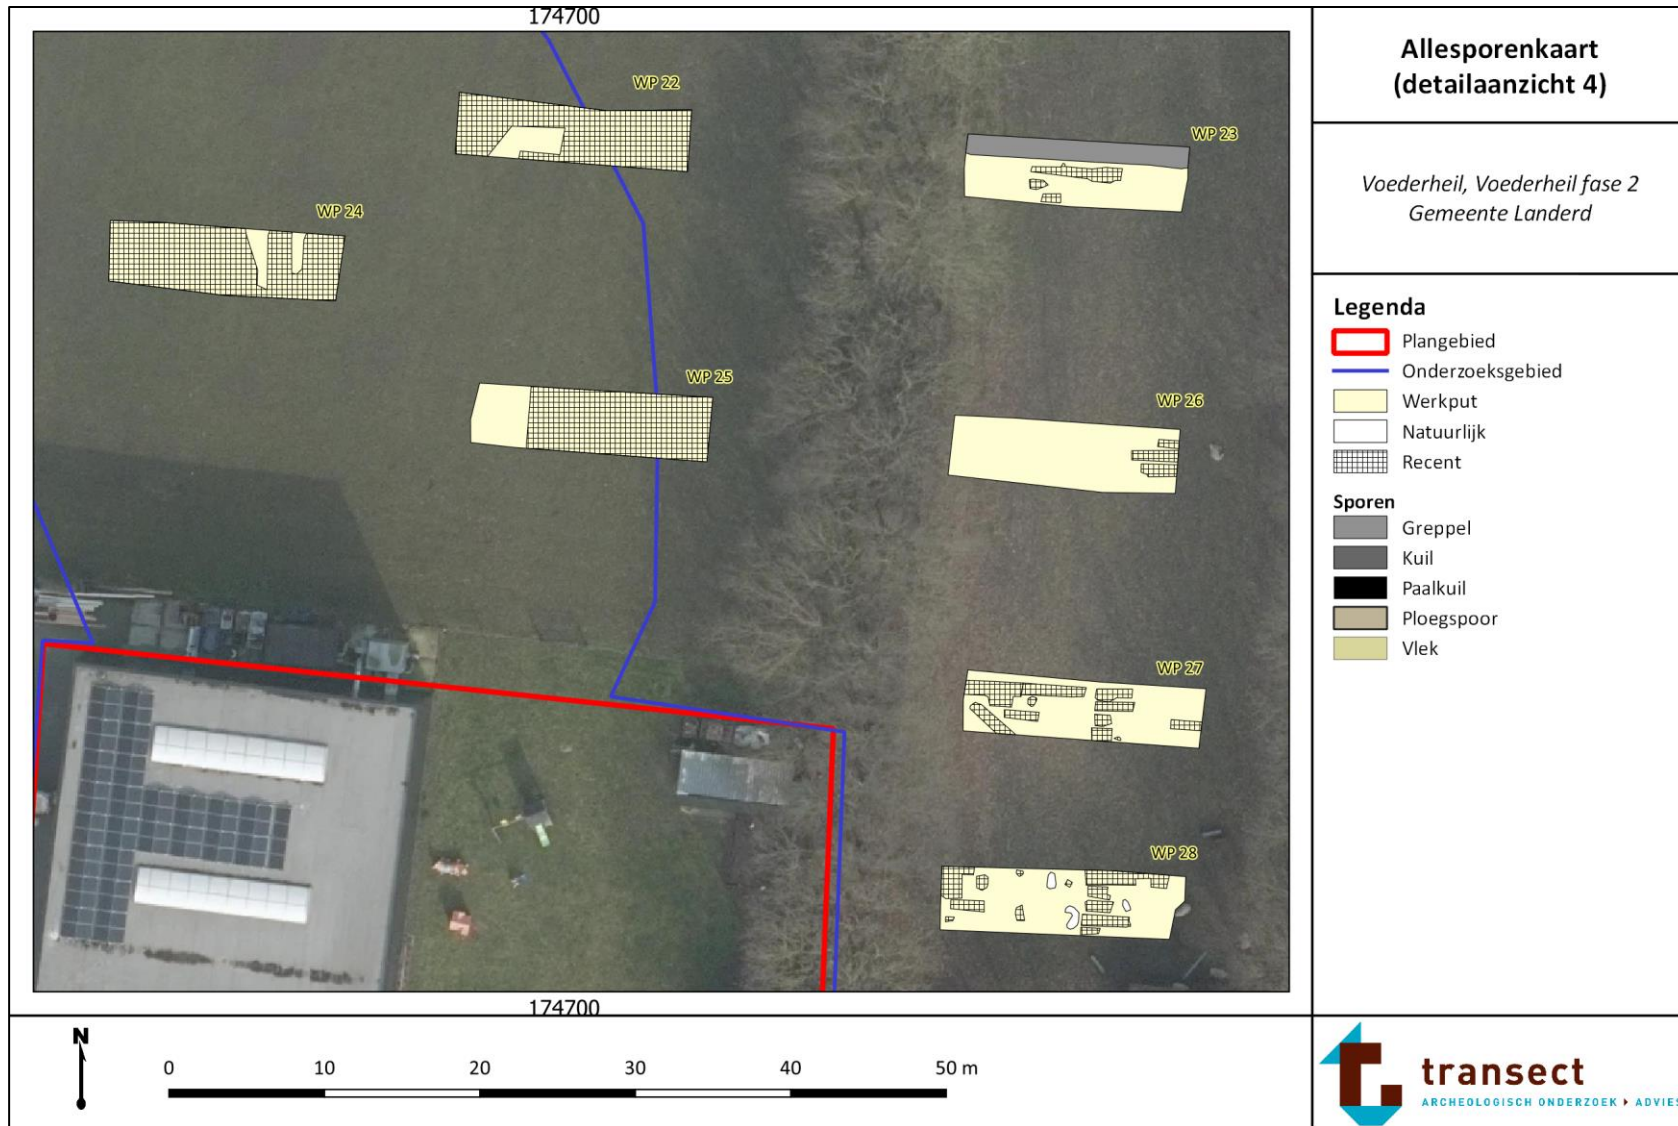 174700
WP 22
WP 23
WP 24
WP 25
WP 26
WP 27
WP 28
174700
N
0 10 20 30 40 50 m
Allesporenkaart
(detailaanzicht 4)
Voederheil, Voederheil fase 2
Gemeente Landerd
Legenda
Plangebied
Onderzoeksgebied
Werkput
Natuurlijk
Recent
Sporen
Greppel
Kuil
Paalkuil
Ploegspoor
Vlek
transect
ARCHEOLOGISCH ONDERZOEK ▸ ADVIES